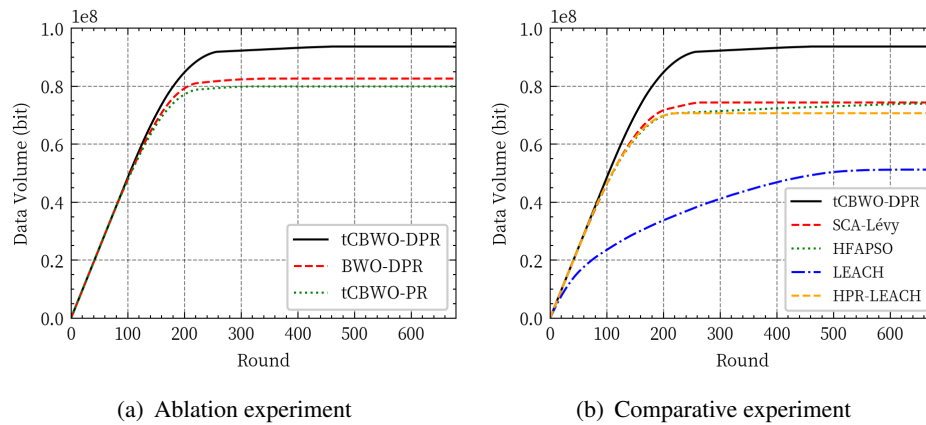 1e8
1.0
0.8
0.6
0.4
0.2
0.0
Data Volume (bit)
0 100 200 300 400 500 600
Round
tCBWO-DPR
BWO-DPR
tCBWO-PR
(a) Ablation experiment
1e8
1.0
0.8
0.6
0.4
0.2
0.0
Data Volume (bit)
0 100 200 300 400 500 600
Round
tCBWO-DPR
SCA-Lévy
HFAPSO
LEACH
HPR-LEACH
(b) Comparative experiment